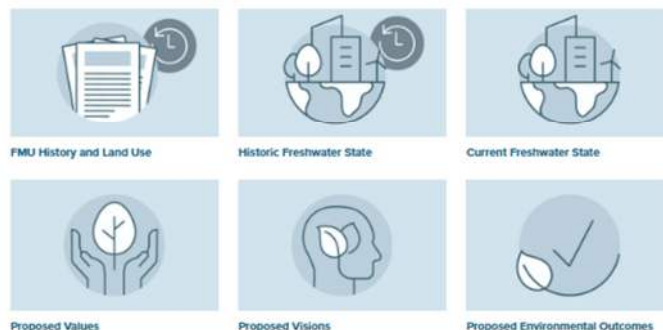 FMU History and Land Use
Historic Freshwater State
Current Freshwater State
Proposed Values
Proposed Visions
Proposed Environmental Outcomes